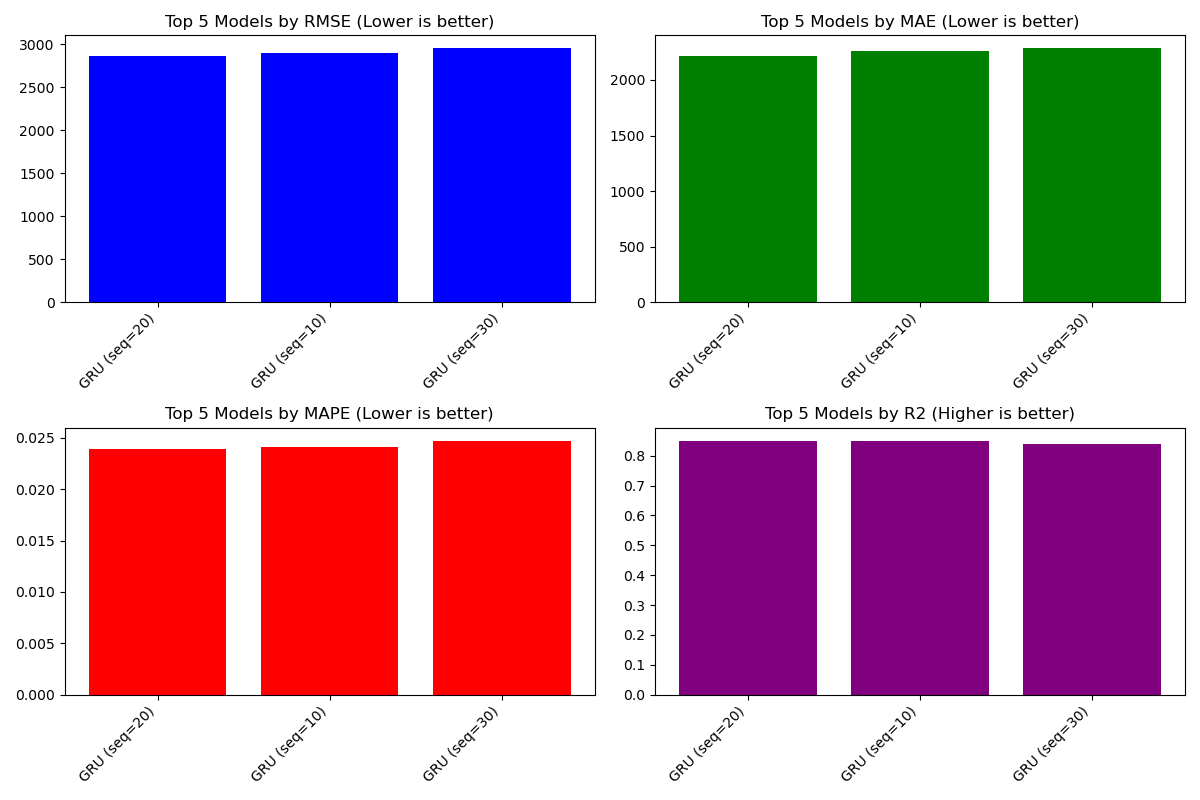 Top 5 Models by RMSE (Lower is better)
3000
2500
2000
1500
1000
500
0
GRU (seq=20)
GRU (seq=10)
GRU (seq=30)
Top 5 Models by MAE (Lower is better)
2000
1500
1000
500
0
GRU (seq=20)
GRU (seq=10)
GRU (seq=30)
Top 5 Models by MAPE (Lower is better)
0.025
0.020
0.015
0.010
0.005
0.000
GRU (seq=20)
GRU (seq=10)
GRU (seq=30)
Top 5 Models by R2 (Higher is better)
0.8
0.7
0.6
0.5
0.4
0.3
0.2
0.1
0.0
GRU (seq=20)
GRU (seq=10)
GRU (seq=30)